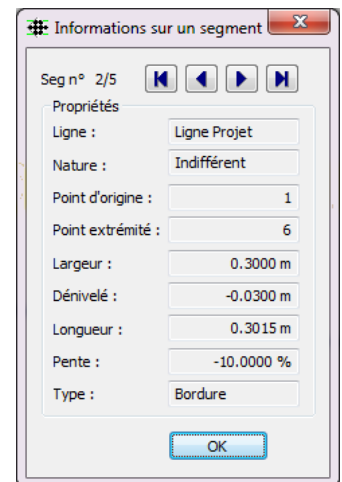 Informations sur un segment
Seg n° 2/5
Propriétés
Ligne : Ligne Projet
Nature : Indifférent
Point d'origine : 1
Point extrémité : 6
Largeur : 0.3000 m
Dénivelé : -0.0300 m
Longueur : 0.3015 m
Pente : -10.0000 %
Type : Bordure
OK